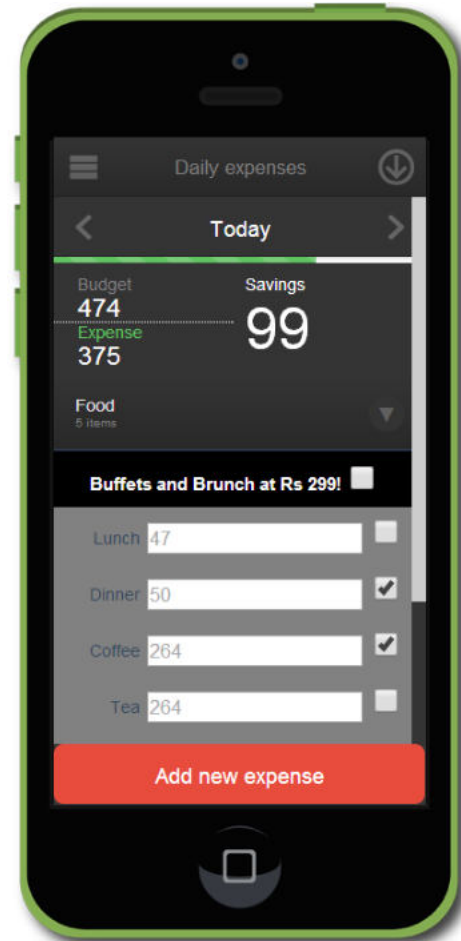 Daily expenses
Today
Budget
474
Savings
99
Expense
375
Food
5 items
Buffets and Brunch at Rs 299!
Lunch 47
Dinner 50
Coffee 264
Tea 264
Add new expense